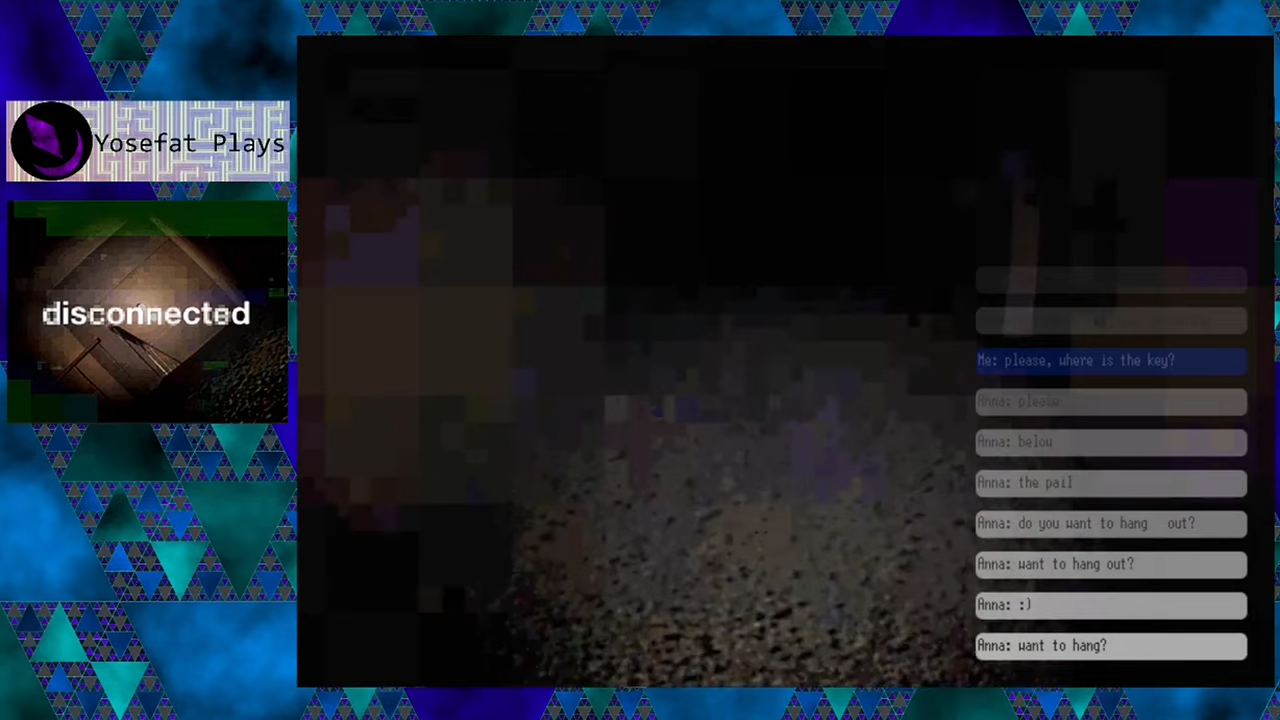 Yosefat Plays
disconnected
Me: please, where is the key?
Anna: please
Anna: below
Anna: the pail
Anna: do you want to hang   out?
Anna: want to hang out?
Anna: :)
Anna: want to hang?